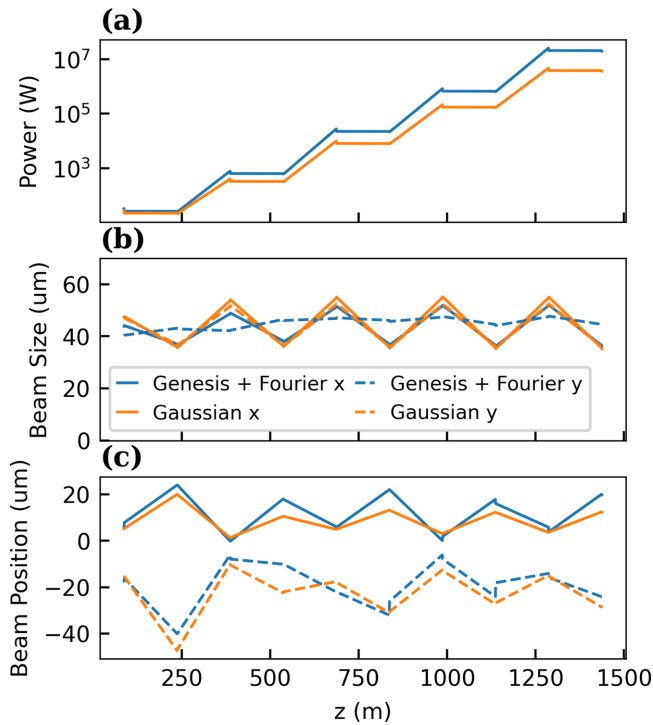 (a)
Power (W)
10⁷
10⁵
10³
(b)
Beam Size (um)
60
40
20
0
Genesis + Fourier x
Genesis + Fourier y
Gaussian x
Gaussian y
(c)
Beam Position (um)
20
0
−20
−40
250 500 750 1000 1250 1500
z (m)